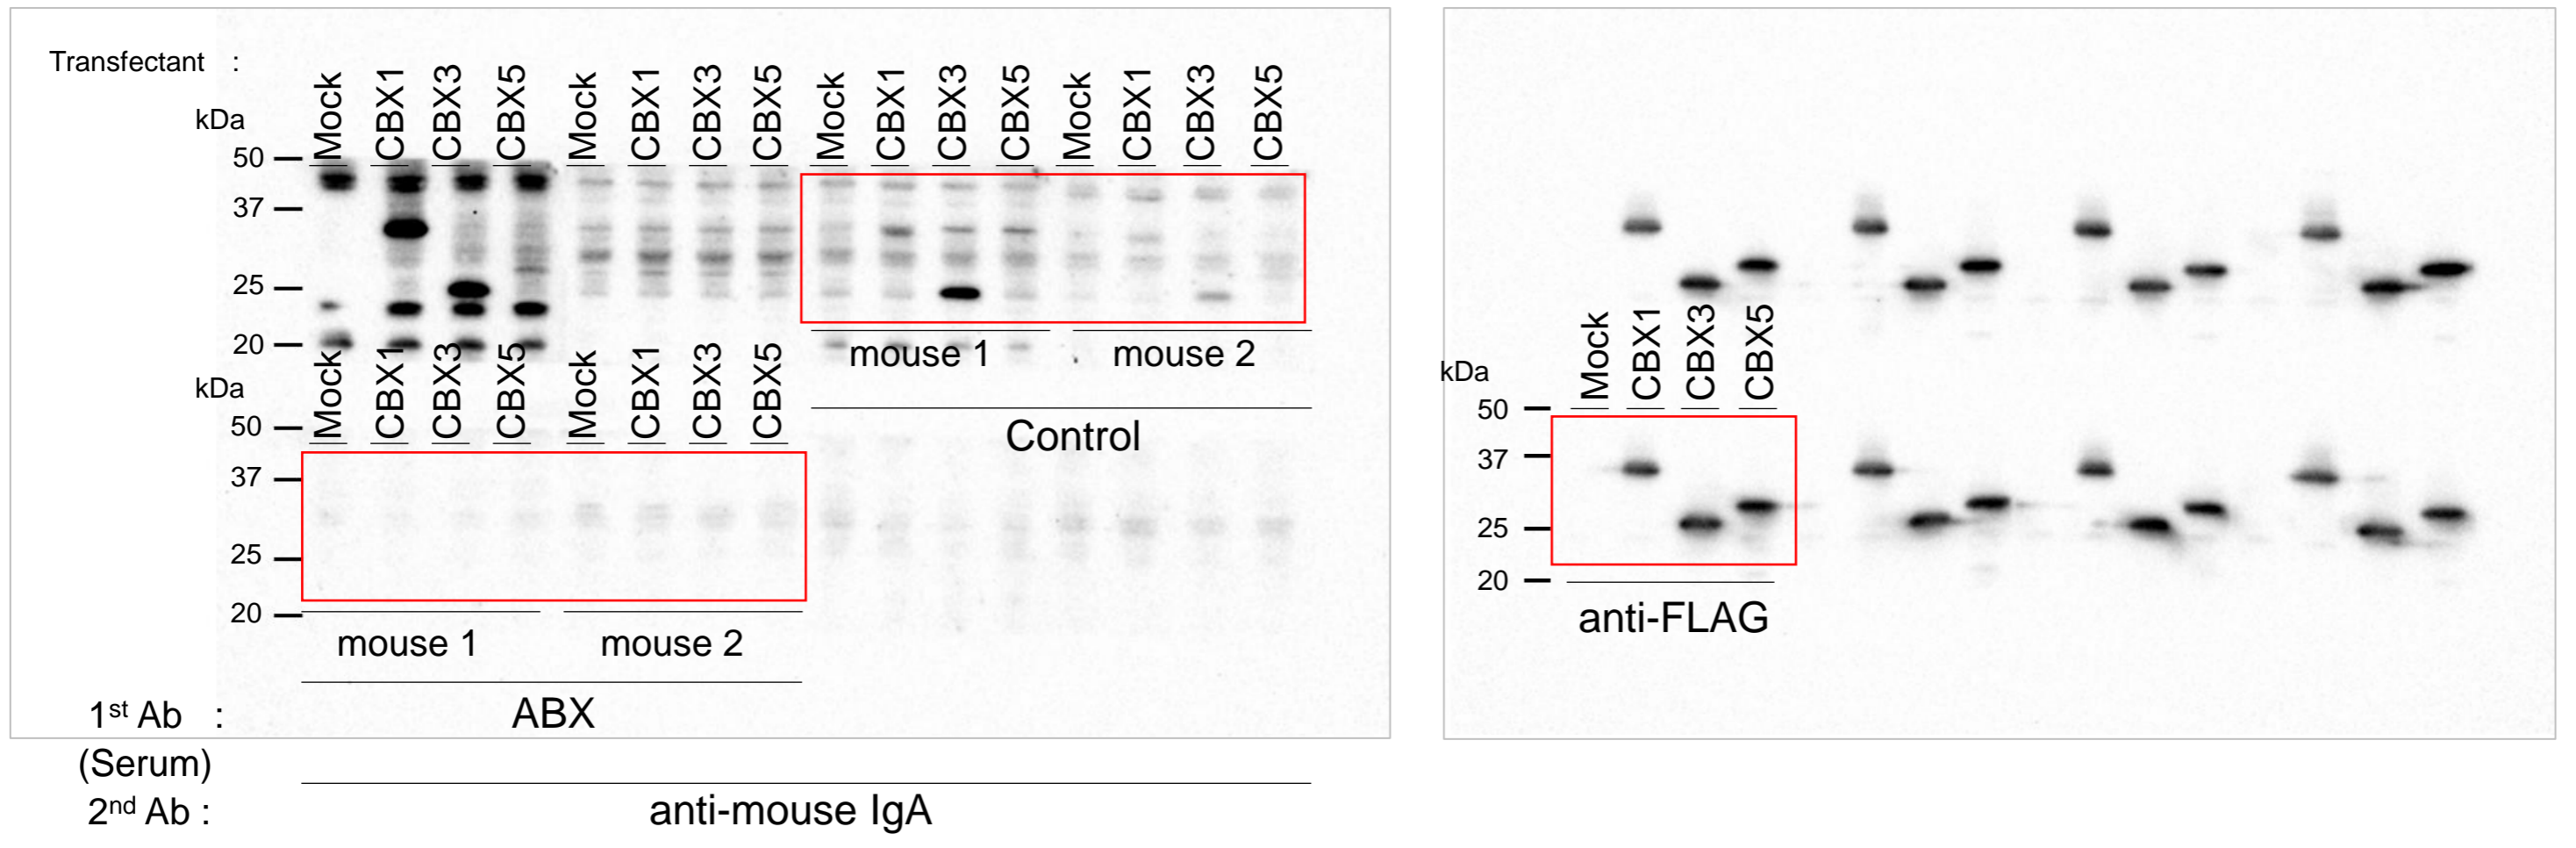 Transfectant :
kDa
Mock CBX1 CBX3 CBX5 Mock CBX1 CBX3 CBX5 Mock CBX1 CBX3 CBX5 Mock CBX1 CBX3 CBX5
50
37
25
20
mouse 1 mouse 2
Control
kDa
Mock CBX1 CBX3 CBX5 Mock CBX1 CBX3 CBX5
50
37
25
20
mouse 1 mouse 2
ABX
1st Ab :
(Serum)
2nd Ab :
anti-mouse IgA
kDa
Mock CBX1 CBX3 CBX5
50
37
25
20
anti-FLAG